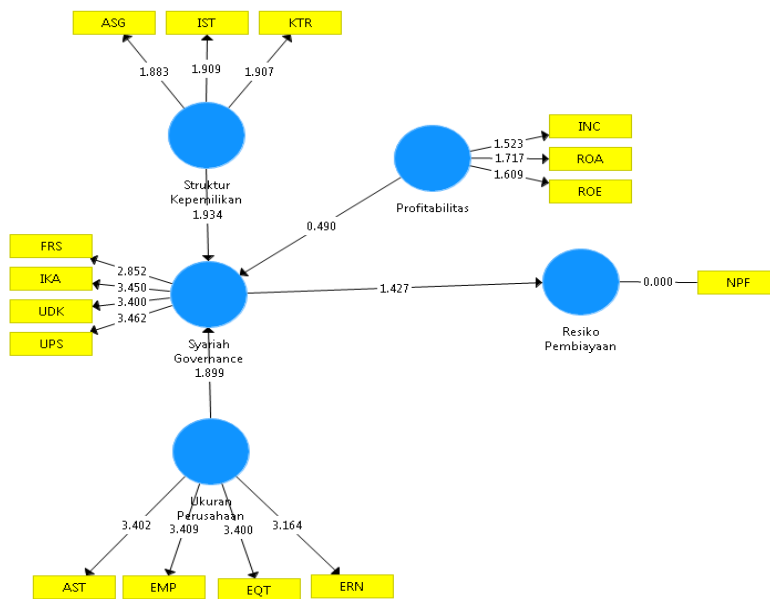 ASG
IST
KTR
1.883
1.909
1.907
Struktur
Kepemilikan
1.934
INC
ROA
ROE
1.523
1.717
1.609
Profitabilitas
0.490
FRS
IKA
UDK
UPS
2.852
3.450
3.400
3.462
Syariah
Governance
1.899
1.427
0.000
NPF
Resiko
Pembiayaan
Ukuran
Perusahaan
3.402
3.409
3.400
3.164
AST
EMP
EQT
ERN